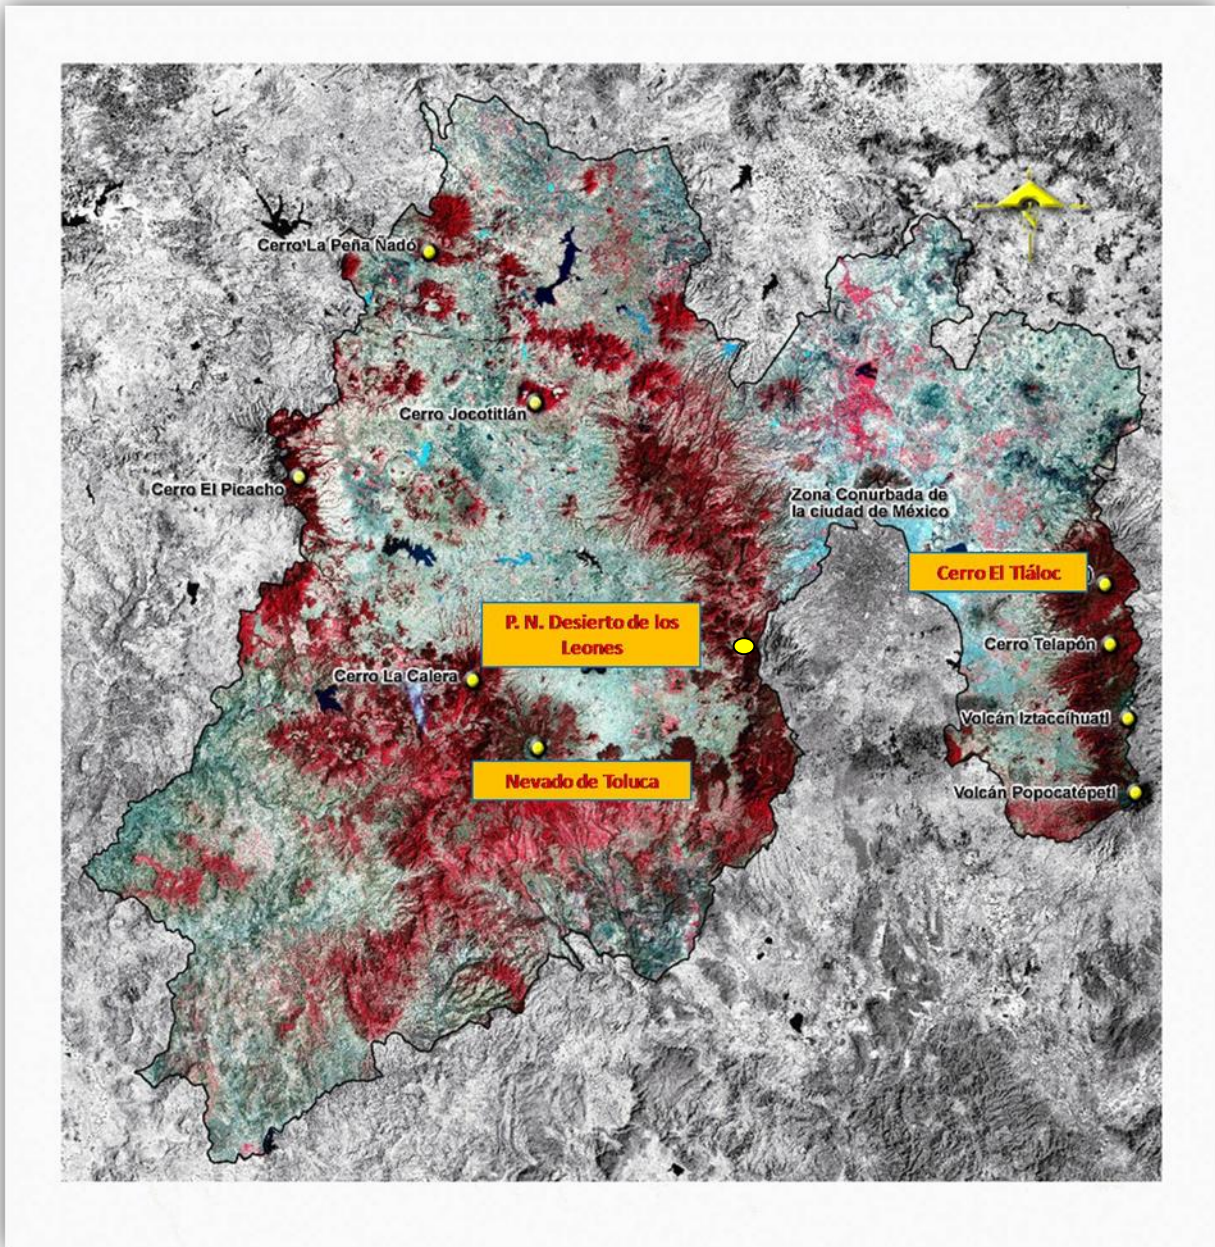 Cerro La Peña Ñadó
Cerro Jocotitlán
Cerro El Picacho
Zona Conurbada de
la ciudad de México
Cerro El Tláloc
)
P. N. Desierto de los
Leones
Cerro Telapón
Cerro La Calera
Volcán Iztaccíhuatl
Nevado de Toluca
Volcán Popocatépetl